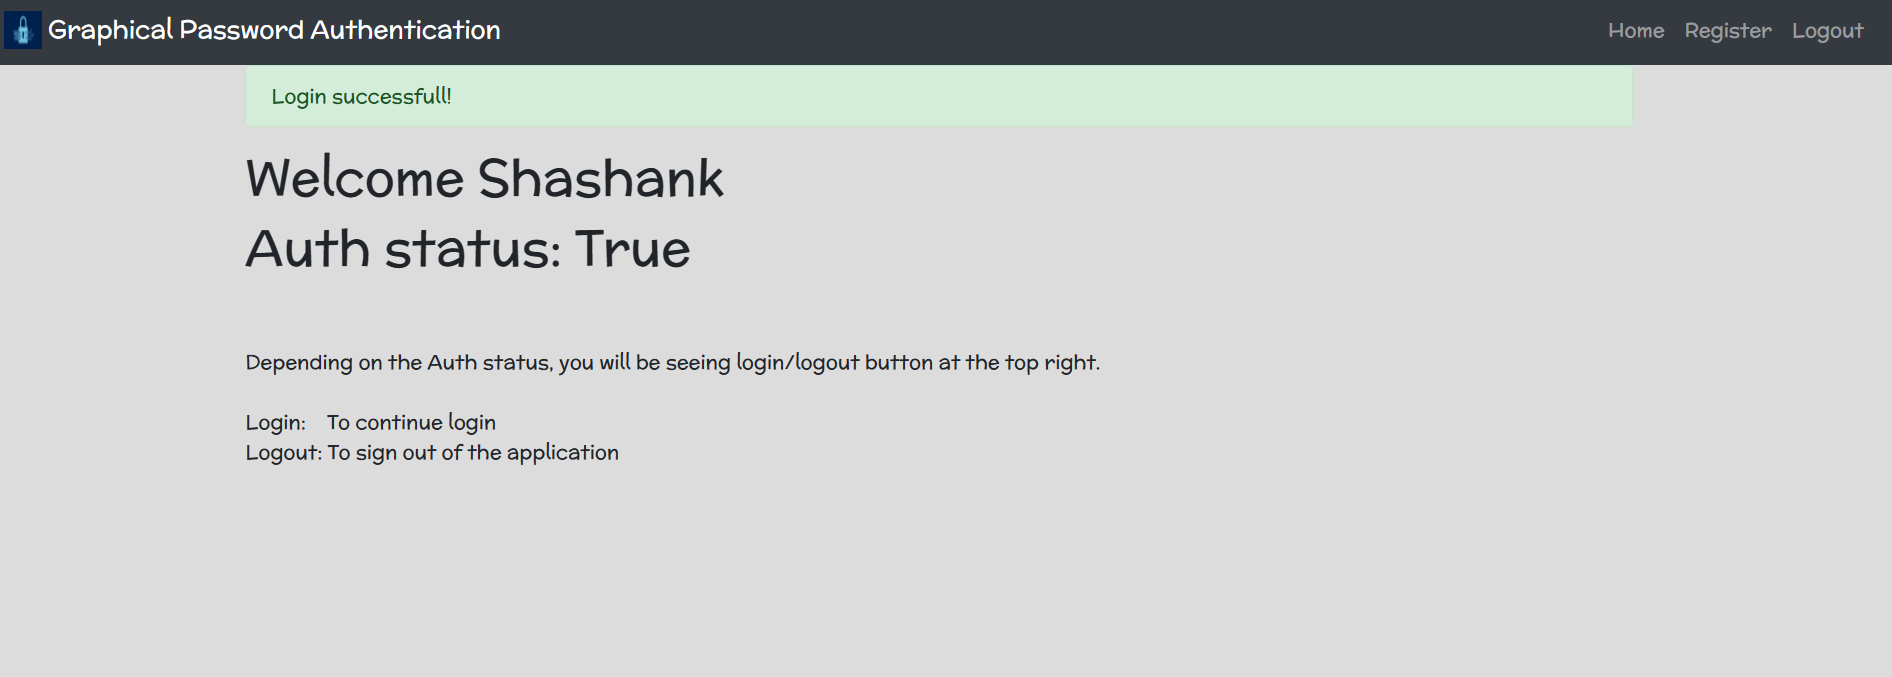 Graphical Password Authentication
Home Register Logout
Login successfull!
Welcome Shashank
Auth status: True
Depending on the Auth status, you will be seeing login/logout button at the top right.
Login: To continue login
Logout: To sign out of the application